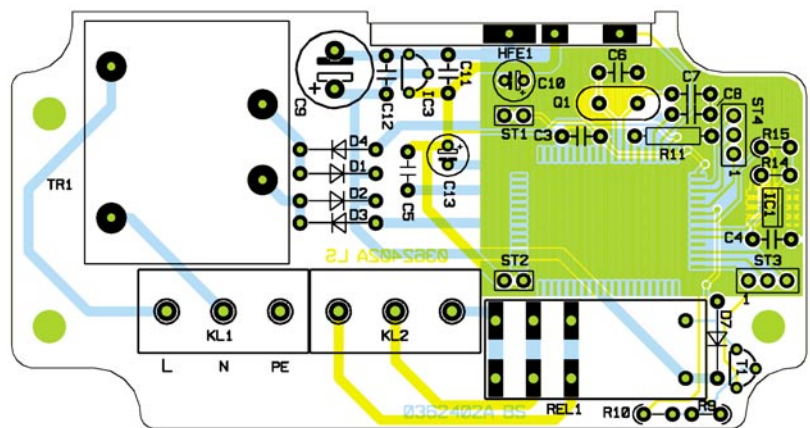 HFE1
C6
C7
C8
C11
C10
Q1
ST4
C9
C12
IC3
ST1
C3
R11
R15
D4
D1
D2
D3
C5
C13
1
R14
IC1
TR1
C4
0362402A LS
ST2
ST3
1
KL1
KL2
D7
T1
L
N
PE
0362402A BS
REL1
R10
R9